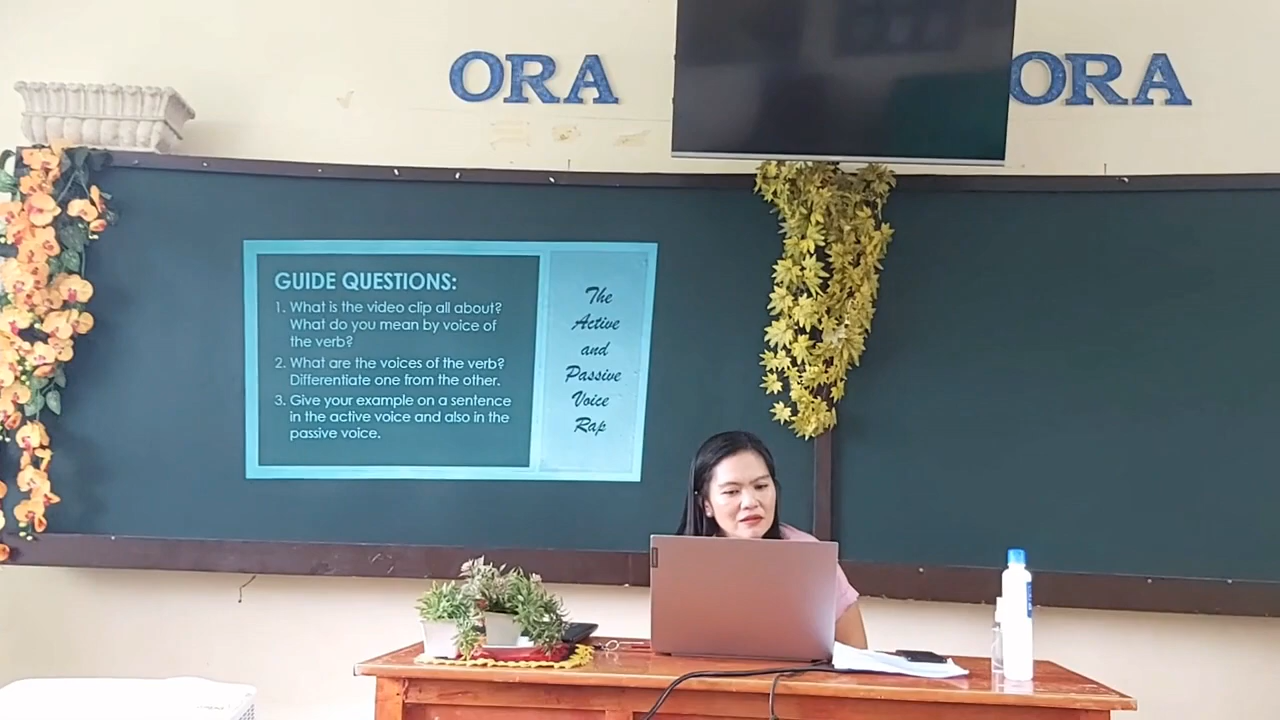 ORA
ORA
GUIDE QUESTIONS:
1. What is the video clip all about?
What do you mean by voice of
the verb?
2. What are the voices of the verb?
Differentiate one from the other.
3. Give your example on a sentence
in the active voice and also in the
passive voice.
The
Active
and
Passive
Voice
Rap